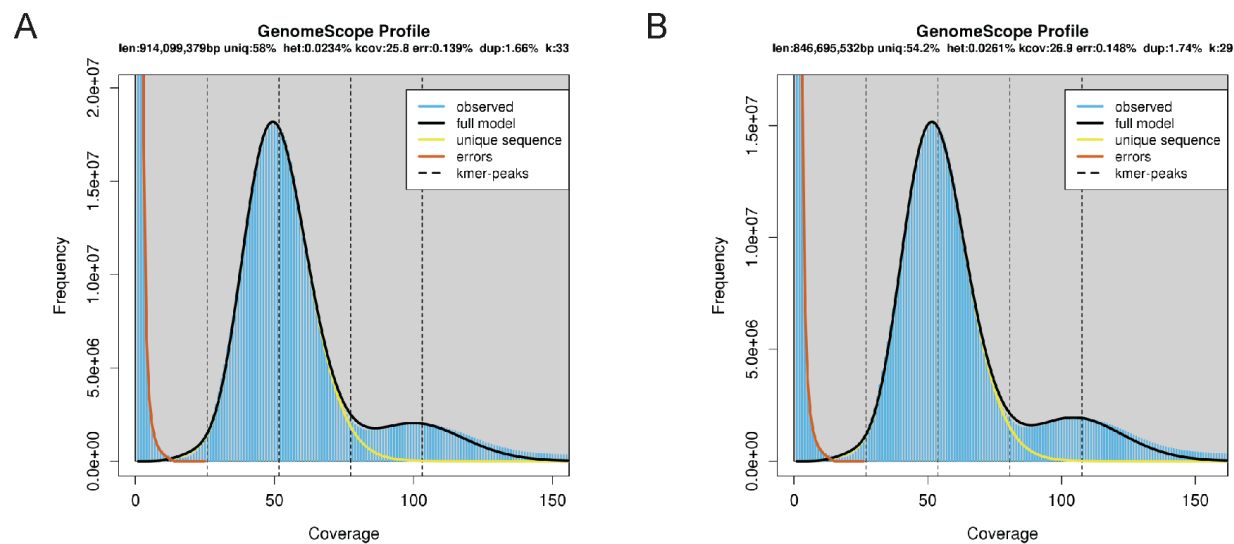 A
GenomeScope Profile
len:914,099,379bp uniq:58% het:0.0234% kcov:25.8 err:0.139% dup:1.66% k:33
Frequency
0.0e+00
5.0e+06
1.0e+07
1.5e+07
2.0e+07
observed
full model
unique sequence
errors
kmer-peaks
0
50
100
150
Coverage
B
GenomeScope Profile
len:846,695,532bp uniq:54.2% het:0.0261% kcov:26.9 err:0.148% dup:1.74% k:29
Frequency
0.0e+00
5.0e+06
1.0e+07
1.5e+07
observed
full model
unique sequence
errors
kmer-peaks
0
50
100
150
Coverage